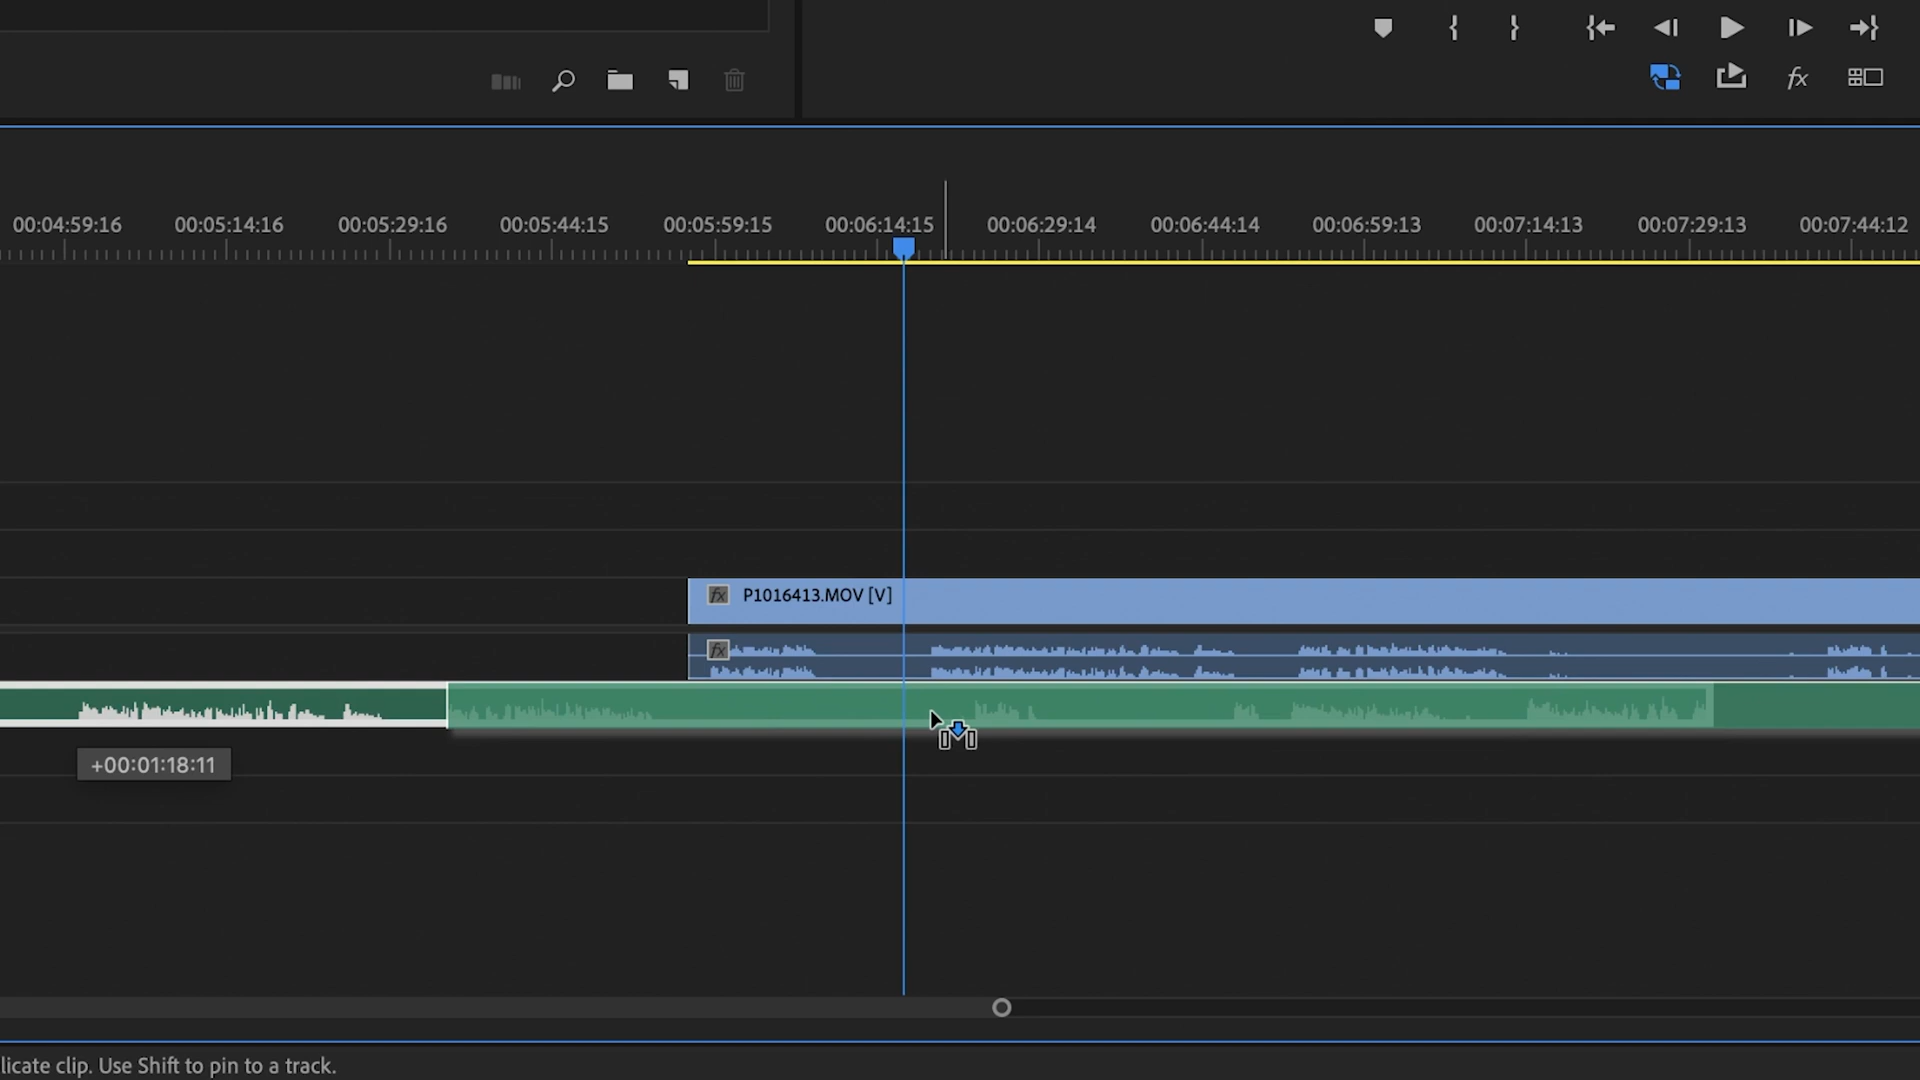 00:04:59:16 00:05:14:16 00:05:29:16 00:05:44:15 00:05:59:15 00:06:14:15 00:06:29:14 00:06:44:14 00:06:59:13 00:07:14:13 00:07:29:13 00:07:44:12
fx
fx P1016413.MOV [V]
fx
+00:01:18:11
licate clip. Use Shift to pin to a track.